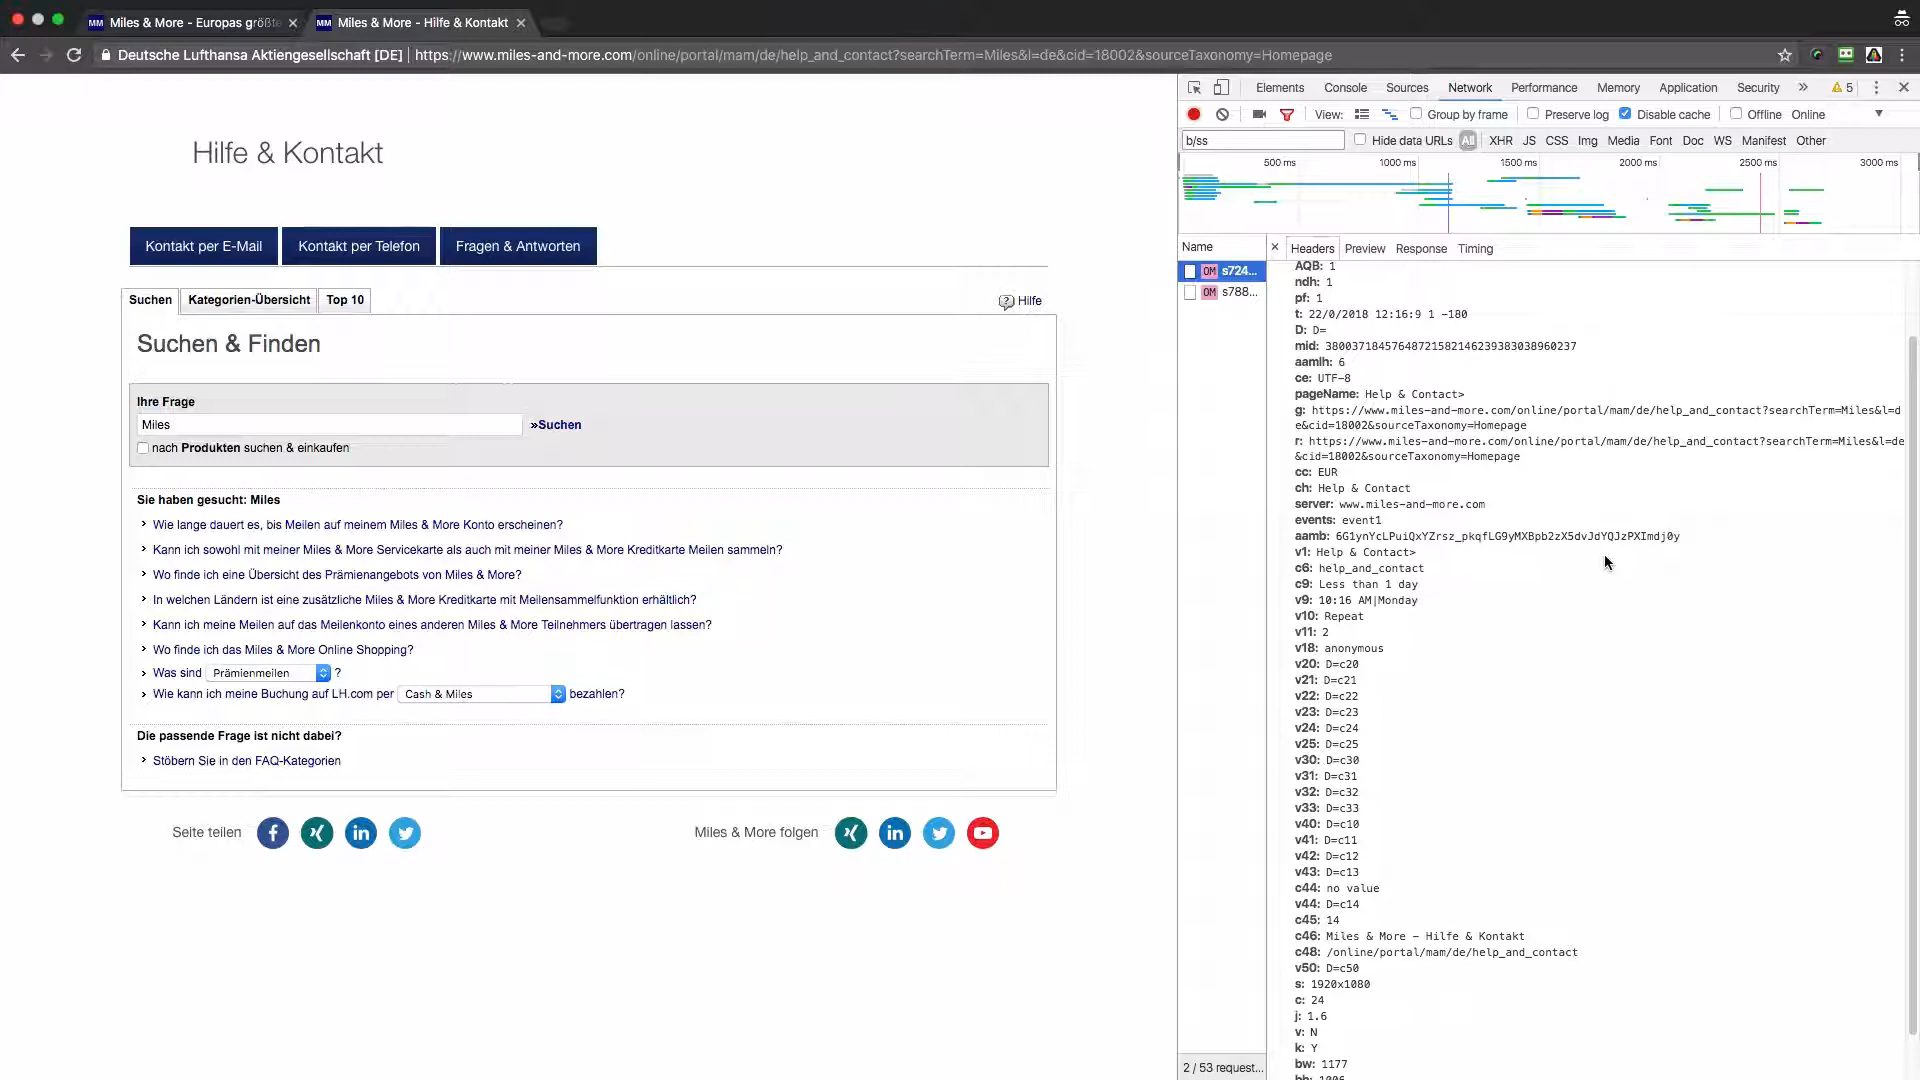 MM Miles & More - Europas größte
MM Miles & More - Hilfe & Kontakt
Deutsche Lufthansa Aktiengesellschaft [DE] | https://www.miles-and-more.com/online/portal/mam/de/help_and_contact?searchTerm=Miles&l=de&cid=18002&sourceTaxonomy=Homepage
Hilfe & Kontakt
Kontakt per E-Mail
Kontakt per Telefon
Fragen & Antworten
Suchen
Kategorien-Übersicht
Top 10
Hilfe
Suchen & Finden
Ihre Frage
Miles
»Suchen
nach Produkten suchen & einkaufen
Sie haben gesucht: Miles
Wie lange dauert es, bis Meilen auf meinem Miles & More Konto erscheinen?
Kann ich sowohl mit meiner Miles & More Servicekarte als auch mit meiner Miles & More Kreditkarte Meilen sammeln?
Wo finde ich eine Übersicht des Prämienangebots von Miles & More?
In welchen Ländern ist eine zusätzliche Miles & More Kreditkarte mit Meilensammelfunktion erhältlich?
Kann ich meine Meilen auf das Meilenkonto eines anderen Miles & More Teilnehmers übertragen lassen?
Wo finde ich das Miles & More Online Shopping?
Was sind Prämienmeilen ?
Wie kann ich meine Buchung auf LH.com per Cash & Miles bezahlen?
Die passende Frage ist nicht dabei?
Stöbern Sie in den FAQ-Kategorien
Seite teilen
Miles & More folgen
Elements Console Sources Network Performance Memory Application Security » 5
View: Group by frame Preserve log Disable cache Offline Online
b/ss Hide data URLs All XHR JS CSS Img Media Font Doc WS Manifest Other
500 ms 1000 ms 1500 ms 2000 ms 2500 ms 3000 ms
Name
OM s724...
OM s788...
2 / 53 request...
Headers Preview Response Timing
AQB: 1
ndh: 1
pf: 1
t: 22/0/2018 12:16:9 1 -180
D: D=
mid: 38003718457648721582146239383038960237
aamlh: 6
ce: UTF-8
pageName: Help & Contact>
g: https://www.miles-and-more.com/online/portal/mam/de/help_and_contact?searchTerm=Miles&l=d
e&cid=18002&sourceTaxonomy=Homepage
r: https://www.miles-and-more.com/online/portal/mam/de/help_and_contact?searchTerm=Miles&l=de
&cid=18002&sourceTaxonomy=Homepage
cc: EUR
ch: Help & Contact
server: www.miles-and-more.com
events: event1
aamb: 6G1ynYcLPuiQxYZrsz_pkqfLG9yMXBpb2zX5dvJdYQJzPXImdj0y
v1: Help & Contact>
c6: help_and_contact
c9: Less than 1 day
v9: 10:16 AM|Monday
v10: Repeat
v11: 2
v18: anonymous
v20: D=c20
v21: D=c21
v22: D=c22
v23: D=c23
v24: D=c24
v25: D=c25
v30: D=c30
v31: D=c31
v32: D=c32
v33: D=c33
v40: D=c10
v41: D=c11
v42: D=c12
v43: D=c13
c44: no value
v44: D=c14
c45: 14
c46: Miles & More - Hilfe & Kontakt
c48: /online/portal/mam/de/help_and_contact
v50: D=c50
s: 1920x1080
c: 24
j: 1.6
v: N
k: Y
bw: 1177
bh: 1006